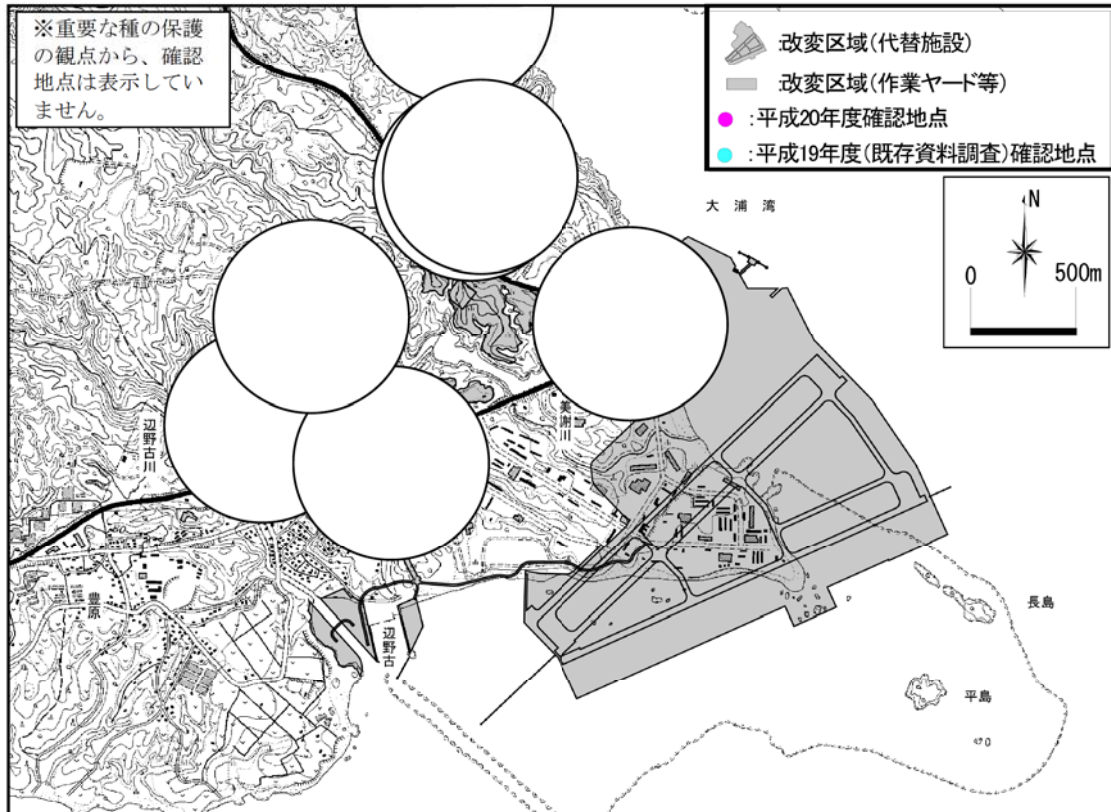 ※重要な種の保護
の観点から、確認
地点は表示してい
ません。
:改変区域(代替施設)
:改変区域(作業ヤード等)
:平成20年度確認地点
:平成19年度(既存資料調査)確認地点
大浦湾
N
0 500m
辺野古川
美謝川
豊原
辺野古
長島
平島